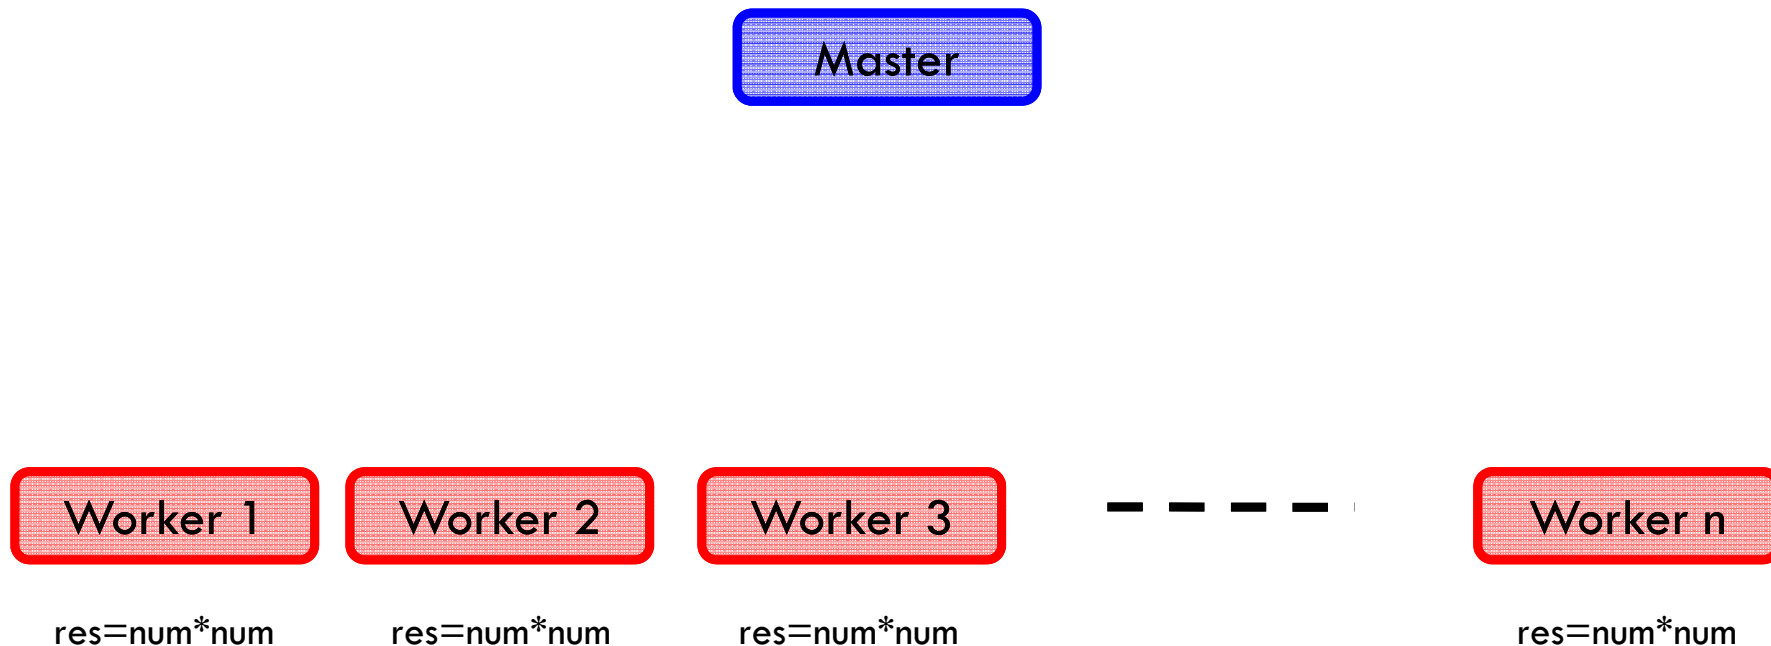 Master
Worker 1
Worker 2
Worker 3
Worker n
res=num*num
res=num*num
res=num*num
res=num*num